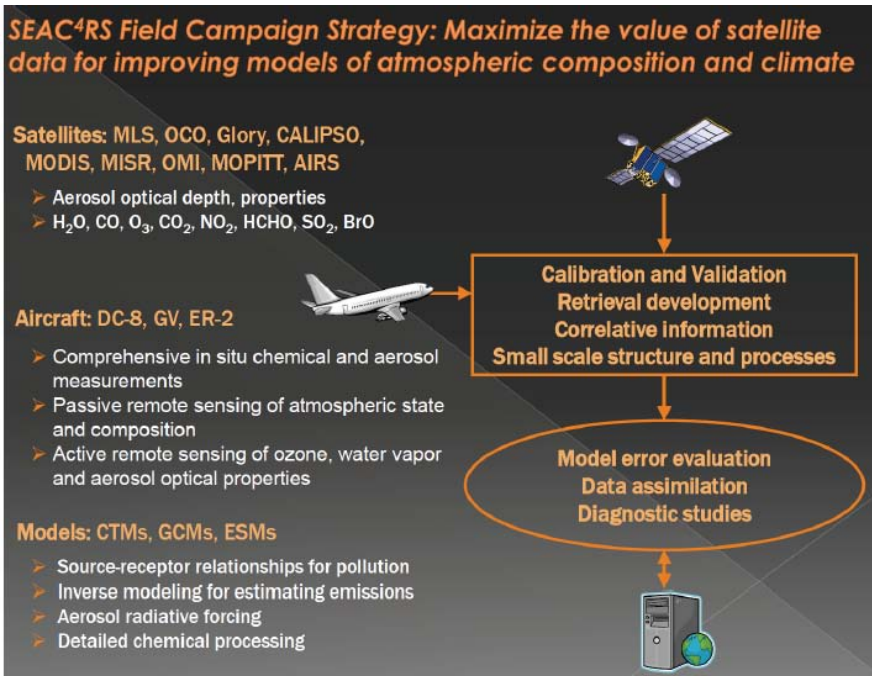 SEAC⁴RS Field Campaign Strategy: Maximize the value of satellite
data for improving models of atmospheric composition and climate
Satellites: MLS, OCO, Glory, CALIPSO,
MODIS, MISR, OMI, MOPITT, AIRS
➤ Aerosol optical depth, properties
➤ H₂O, CO, O₃, CO₂, NO₂, HCHO, SO₂, BrO
Aircraft: DC-8, GV, ER-2
➤ Comprehensive in situ chemical and aerosol
measurements
➤ Passive remote sensing of atmospheric state
and composition
➤ Active remote sensing of ozone, water vapor
and aerosol optical properties
Models: CTMs, GCMs, ESMs
➤ Source-receptor relationships for pollution
➤ Inverse modeling for estimating emissions
➤ Aerosol radiative forcing
➤ Detailed chemical processing
Calibration and Validation
Retrieval development
Correlative information
Small scale structure and processes
Model error evaluation
Data assimilation
Diagnostic studies